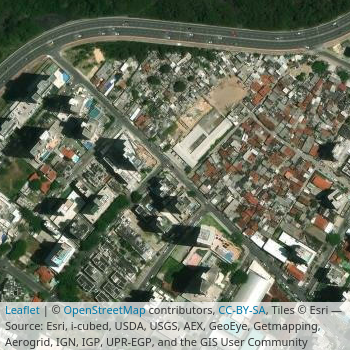 Leaflet | © OpenStreetMap contributors, CC-BY-SA, Tiles © Esri —
Source: Esri, i-cubed, USDA, USGS, AEX, GeoEye, Getmapping,
Aerogrid, IGN, IGP, UPR-EGP, and the GIS User Community